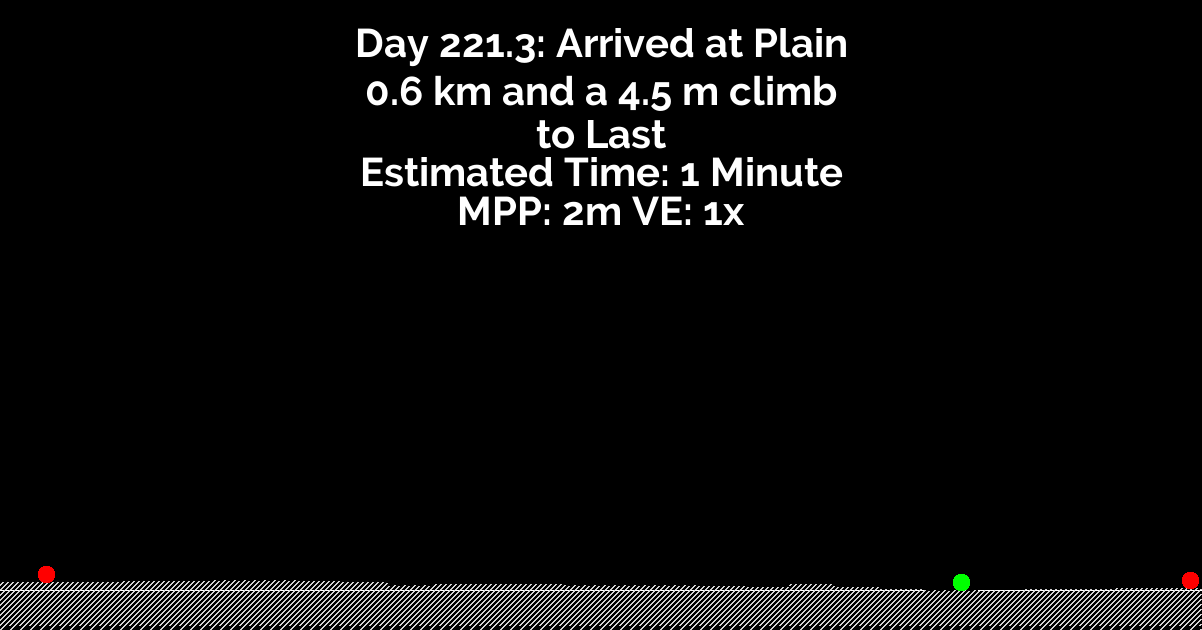 Day 221.3: Arrived at Plain
0.6 km and a 4.5 m climb
to Last
Estimated Time: 1 Minute
MPP: 2m VE: 1x